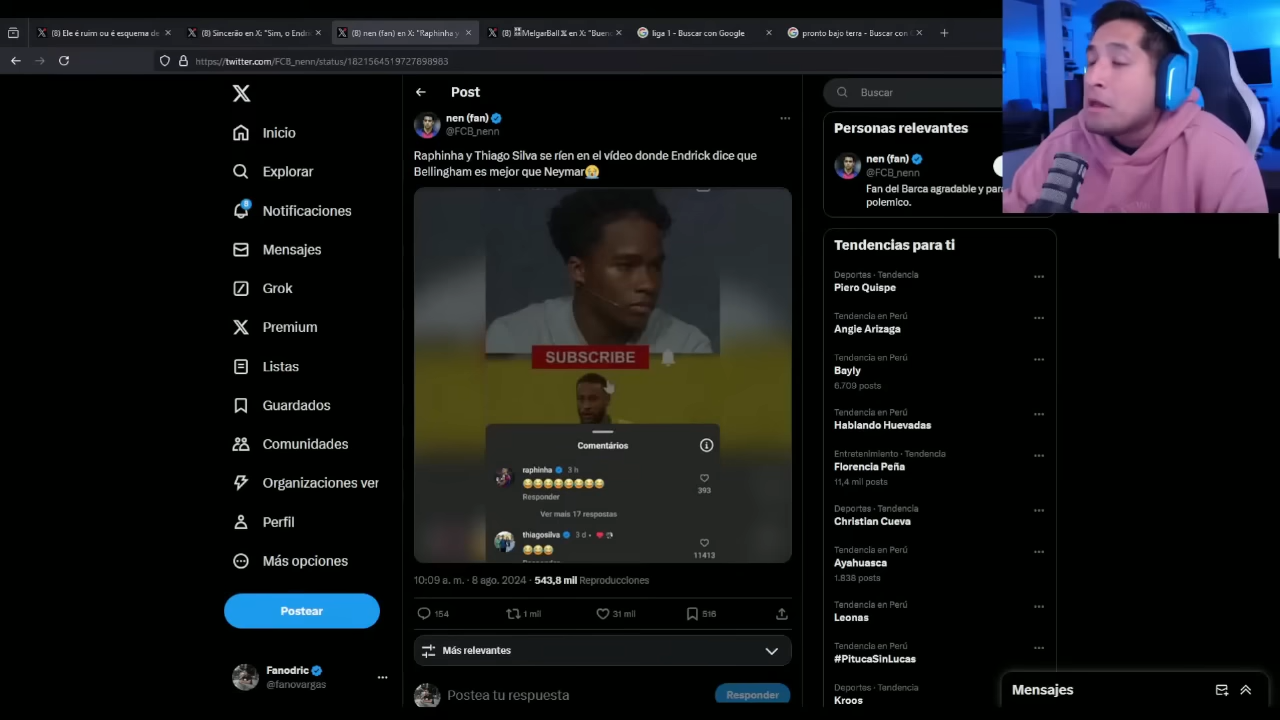 (8) Ele é ruim ou é esquema de
(8) Sincerão en X: "Sim, o Endri
(8) nen (fan) en X: "Raphinha y
(8) MelgarBall en X: "Buen
liga 1 - Buscar con Google
pronto bajo terra - Buscar con G
https://twitter.com/FCB_nenn/status/1821564519727898983
Inicio
Explorar
8
Notificaciones
Mensajes
Grok
Premium
Listas
Guardados
Comunidades
Organizaciones ver
Perfil
Más opciones
Postear
Fanodric
@fanovargas
Post
nen (fan)
@FCB_nenn
Raphinha y Thiago Silva se ríen en el vídeo donde Endrick dice que
Bellingham es mejor que Neymar😭
SUBSCRIBE
Comentários
raphinha 3 h
😂😂😂😂😂😂😂😂
393
Responder
Ver mais 17 respostas
thiagosilva 3 d
😂😂😂
11413
10:09 a. m. · 8 ago. 2024 · 543,8 mil Reproducciones
154
1 mil
31 mil
516
Más relevantes
Postea tu respuesta
Responder
Buscar
Personas relevantes
nen (fan)
@FCB_nenn
Fan del Barca agradable y para
polemico.
Tendencias para ti
Deportes · Tendencia
Piero Quispe
Tendencia en Perú
Angie Arizaga
Tendencia en Perú
Bayly
6.709 posts
Tendencia en Perú
Hablando Huevadas
Entretenimiento · Tendencia
Florencia Peña
11,4 mil posts
Deportes · Tendencia
Christian Cueva
Tendencia en Perú
Ayahuasca
1.838 posts
Tendencia en Perú
Leonas
Tendencia en Perú
#PitucaSinLucas
Deportes · Tendencia
Kroos
Mensajes